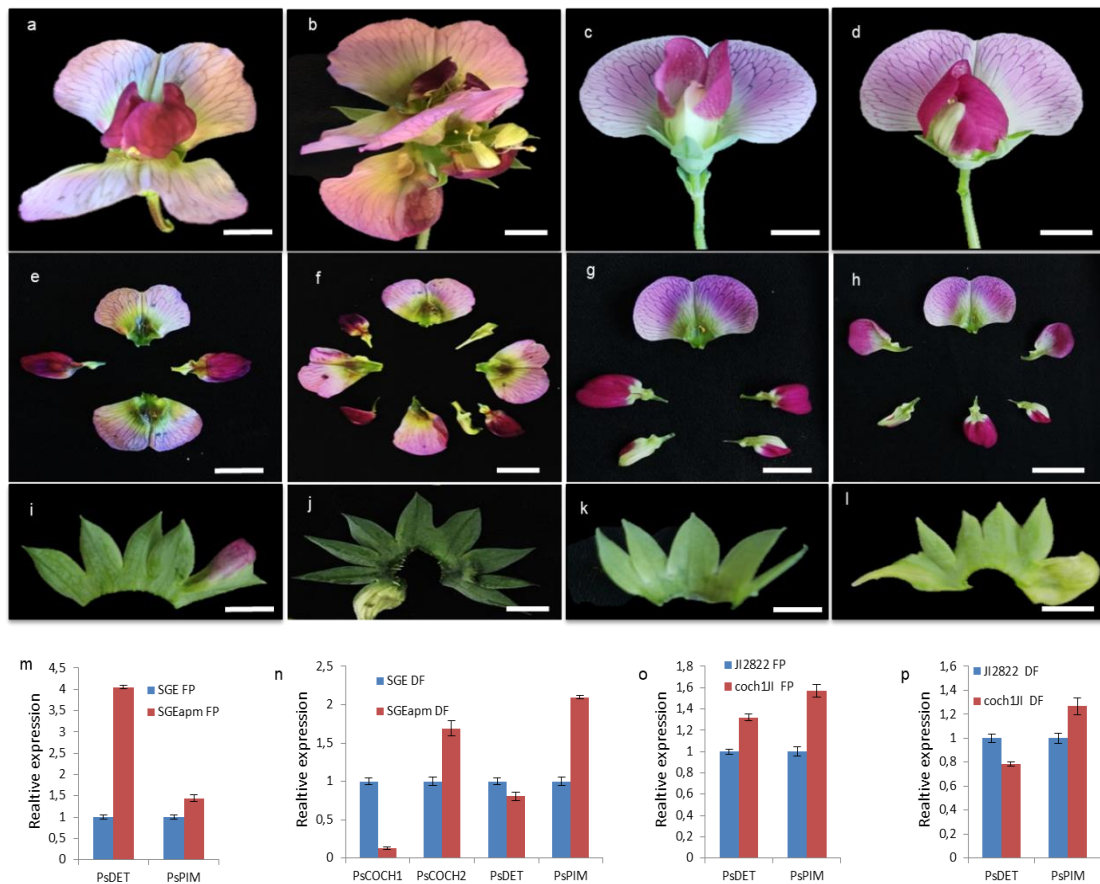 a
b
c
d
e
f
g
h
i
j
k
l
m
4,5
4
3,5
3
2,5
2
1,5
1
0,5
0
Realtive expression
SGE FP
SGEapm FP
PsDET
PsPIM
n
2,5
2
1,5
1
0,5
0
Realtive expression
SGE DF
SGEapm DF
PsCOCH1
PsCOCH2
PsDET
PsPIM
o
1,8
1,6
1,4
1,2
1
0,8
0,6
0,4
0,2
0
Realtive expression
JI2822 FP
coch1JI FP
PsDET
PsPIM
p
1,6
1,4
1,2
1
0,8
0,6
0,4
0,2
0
Realtive expression
JI2822 DF
coch1JI DF
PsDET
PsPIM